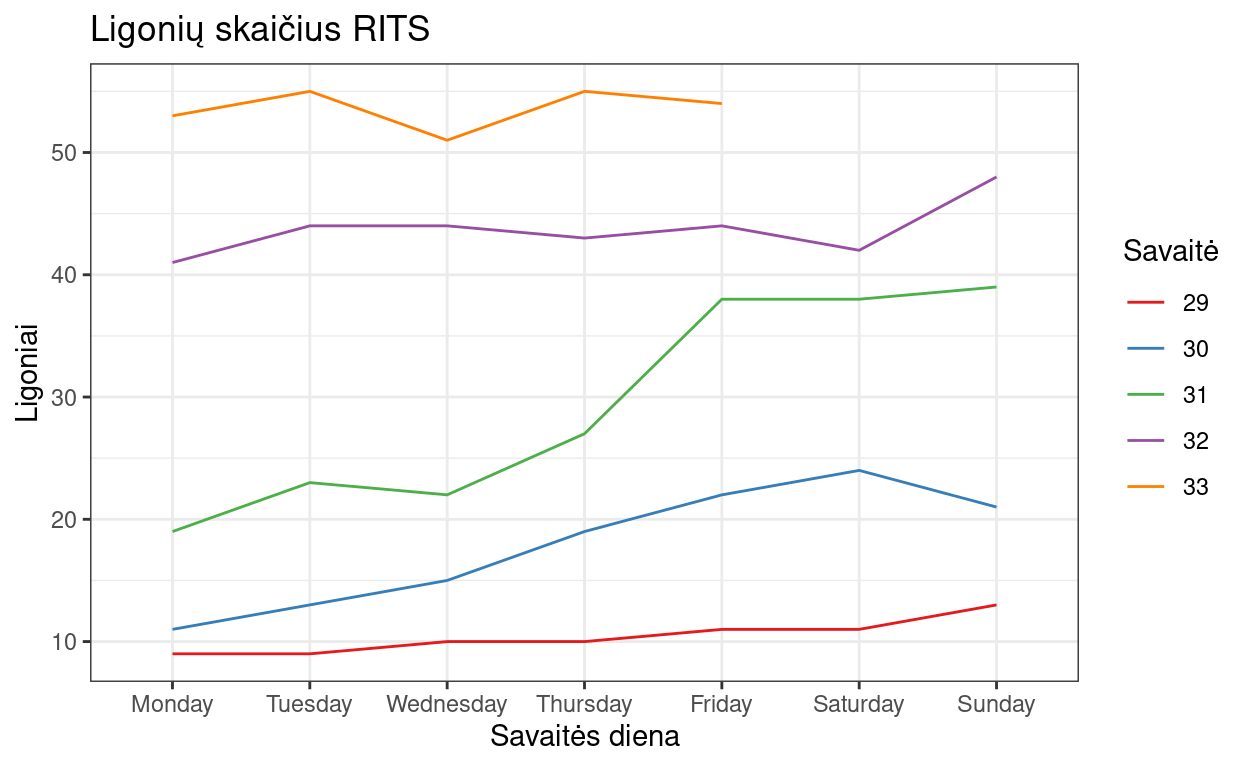 Ligonių skaičius RITS
Ligoniai
50
40
30
20
10
Monday Tuesday Wednesday Thursday Friday Saturday Sunday
Savaitės diena
Savaitė
29
30
31
32
33